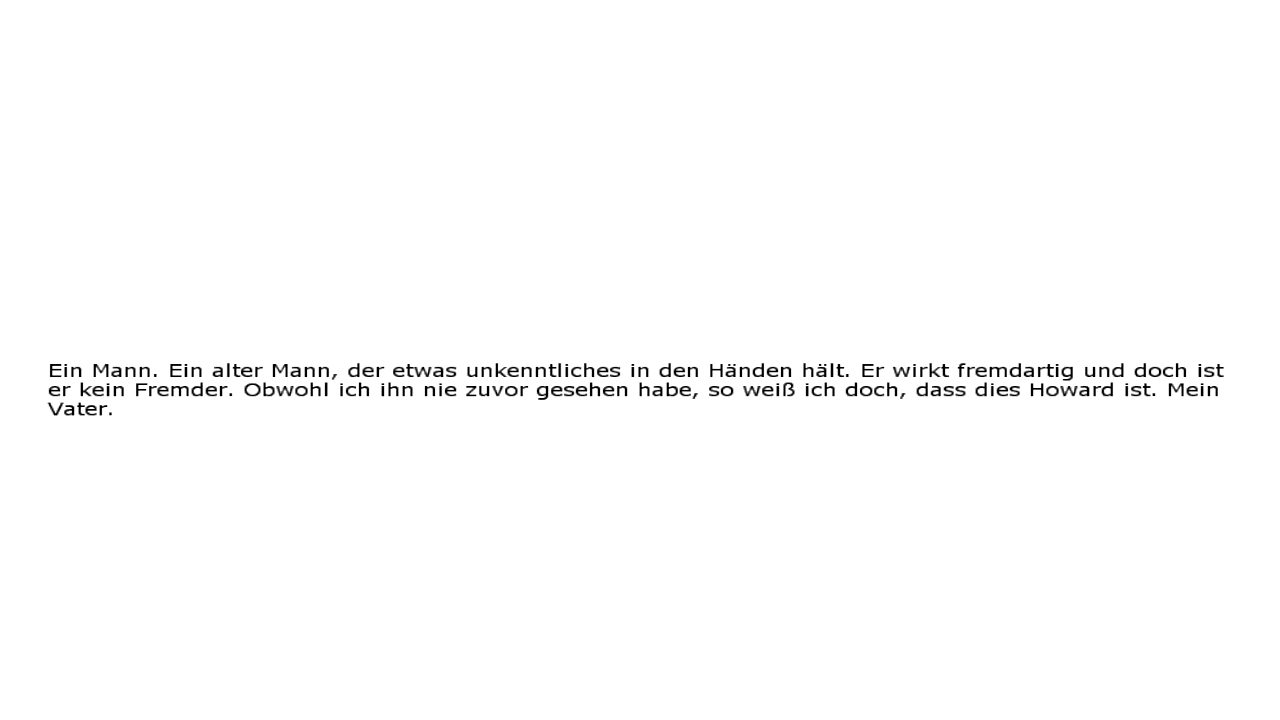 Ein Mann. Ein alter Mann, der etwas unkenntliches in den Händen hält. Er wirkt fremdartig und doch ist
er kein Fremder. Obwohl ich ihn nie zuvor gesehen habe, so weiß ich doch, dass dies Howard ist. Mein
Vater.